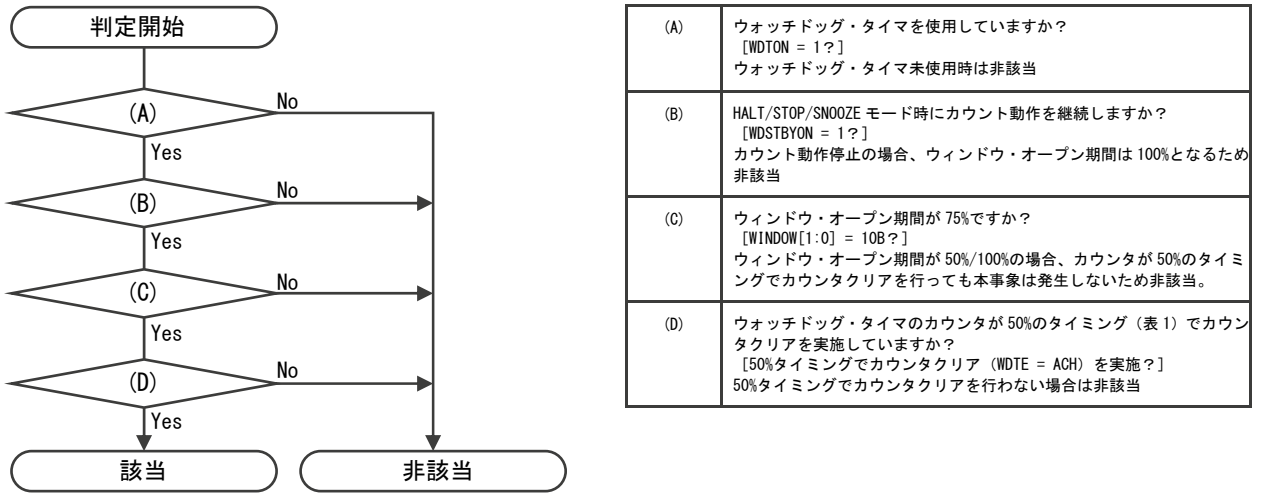 判定開始
(A)
No
Yes
(B)
No
Yes
(C)
No
Yes
(D)
No
Yes
該当
非該当
(A)
ウォッチドッグ・タイマを使用していますか？
[WDTON = 1？]
ウォッチドッグ・タイマ未使用時は非該当
(B)
HALT/STOP/SNOOZE モード時にカウント動作を継続しますか？
[WDSTBYON = 1？]
カウント動作停止の場合、ウィンドウ・オープン期間は 100%となるため
非該当
(C)
ウィンドウ・オープン期間が 75%ですか？
[WINDOW[1:0] = 10B？]
ウィンドウ・オープン期間が 50%/100%の場合、カウンタが 50%のタイミ
ングでカウンタクリアを行っても本事象は発生しないため非該当。
(D)
ウォッチドッグ・タイマのカウンタが 50%のタイミング（表 1）でカウン
タクリアを実施していますか？
[50%タイミングでカウンタクリア（WDTE = ACH）を実施？]
50%タイミングでカウンタクリアを行わない場合は非該当